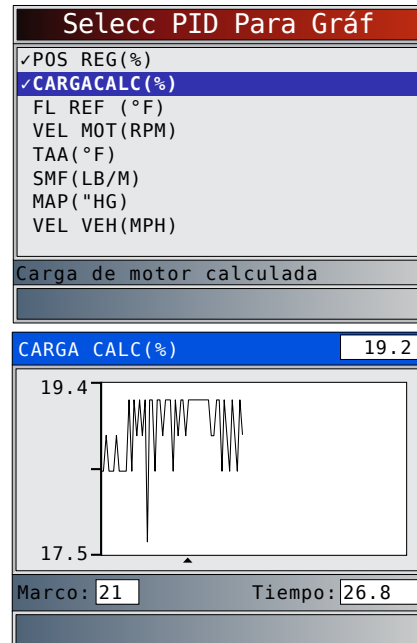 Selecc PID Para Gráf
✓POS REG(%)
✓CARGACALC(%)
FL REF (°F)
VEL MOT(RPM)
TAA(°F)
SMF(LB/M)
MAP("HG)
VEL VEH(MPH)
Carga de motor calculada
CARGA CALC(%) 19.2
19.4
17.5
Marco: 21 Tiempo: 26.8